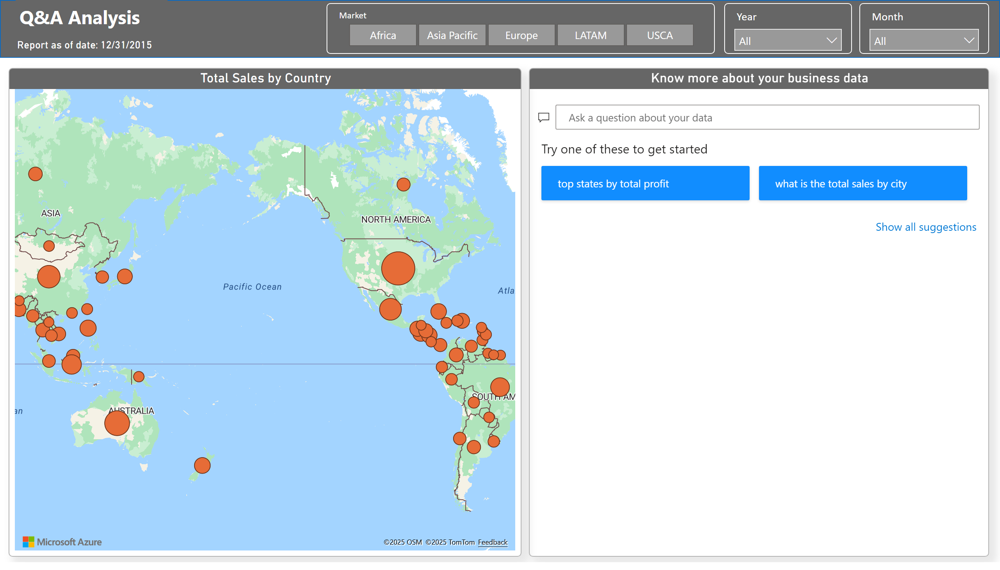 Q&A Analysis
Report as of date: 12/31/2015
Market
Africa
Asia Pacific
Europe
LATAM
USCA
Year
All
Month
All
Total Sales by Country
ASIA
NORTH AMERICA
Pacific Ocean
Atla
SOUTH AM
AUSTRALIA
an
Microsoft Azure
©2025 OSM ©2025 TomTom Feedback
Know more about your business data
Ask a question about your data
Try one of these to get started
top states by total profit
what is the total sales by city
Show all suggestions